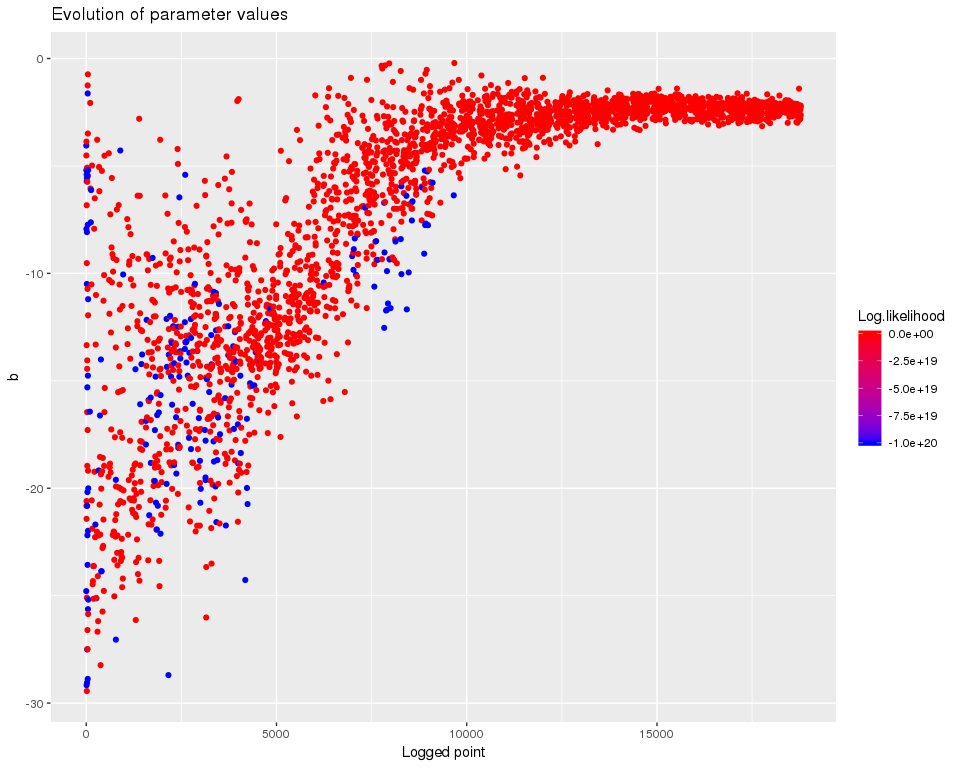 Evolution of parameter values
0
-10
-20
-30
b
0
5000
10000
15000
Logged point
Log.likelihood
0.0e+00
-2.5e+19
-5.0e+19
-7.5e+19
-1.0e+20